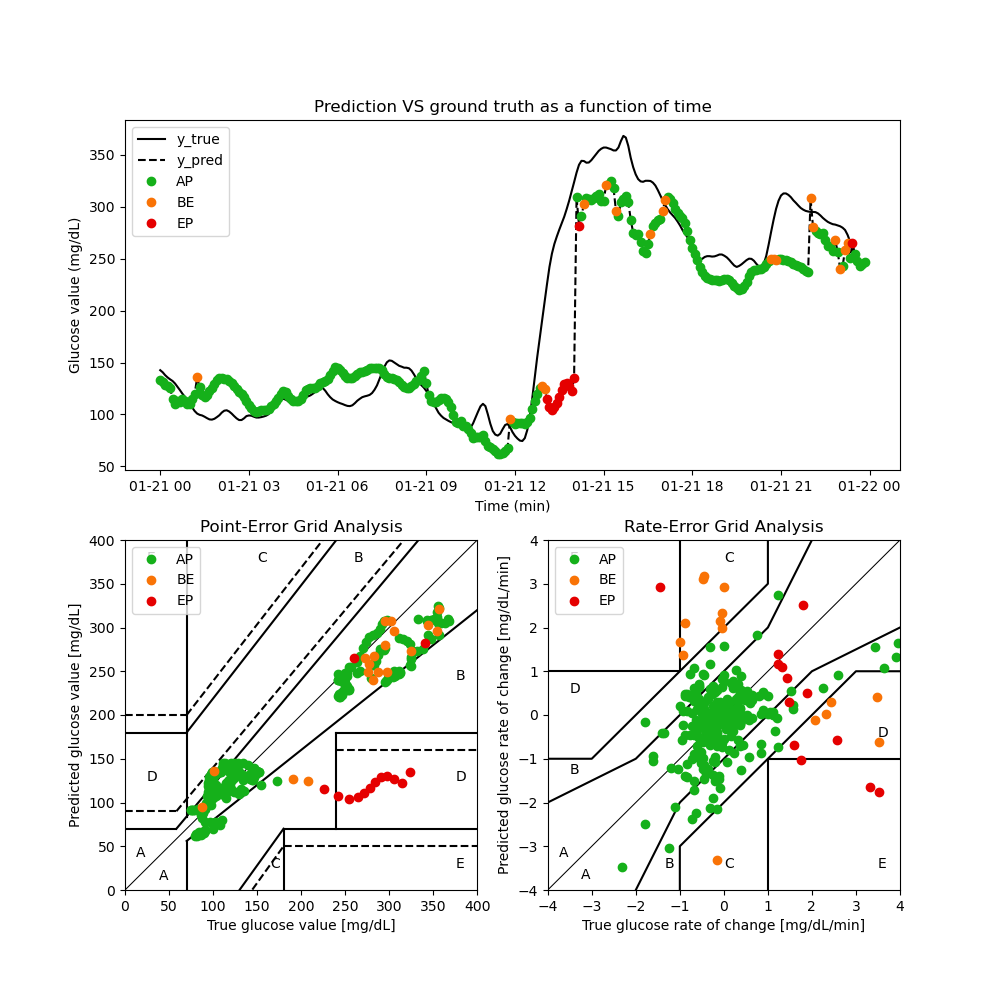 Prediction VS ground truth as a function of time
Glucose value (mg/dL)
350
300
250
200
150
100
50
y_true
y_pred
AP
BE
EP
01-21 00 01-21 03 01-21 06 01-21 09 01-21 12 01-21 15 01-21 18 01-21 21 01-22 00
Time (min)
Point-Error Grid Analysis
Predicted glucose value [mg/dL]
400
350
300
250
200
150
100
50
0
AP
BE
EP
C
B
B
D
D
A
A
C
E
0 50 100 150 200 250 300 350 400
True glucose value [mg/dL]
Rate-Error Grid Analysis
Predicted glucose rate of change [mg/dL/min]
4
3
2
1
0
−1
−2
−3
−4
AP
BE
EP
C
D
D
B
A
A
B
C
E
−4 −3 −2 −1 0 1 2 3 4
True glucose rate of change [mg/dL/min]